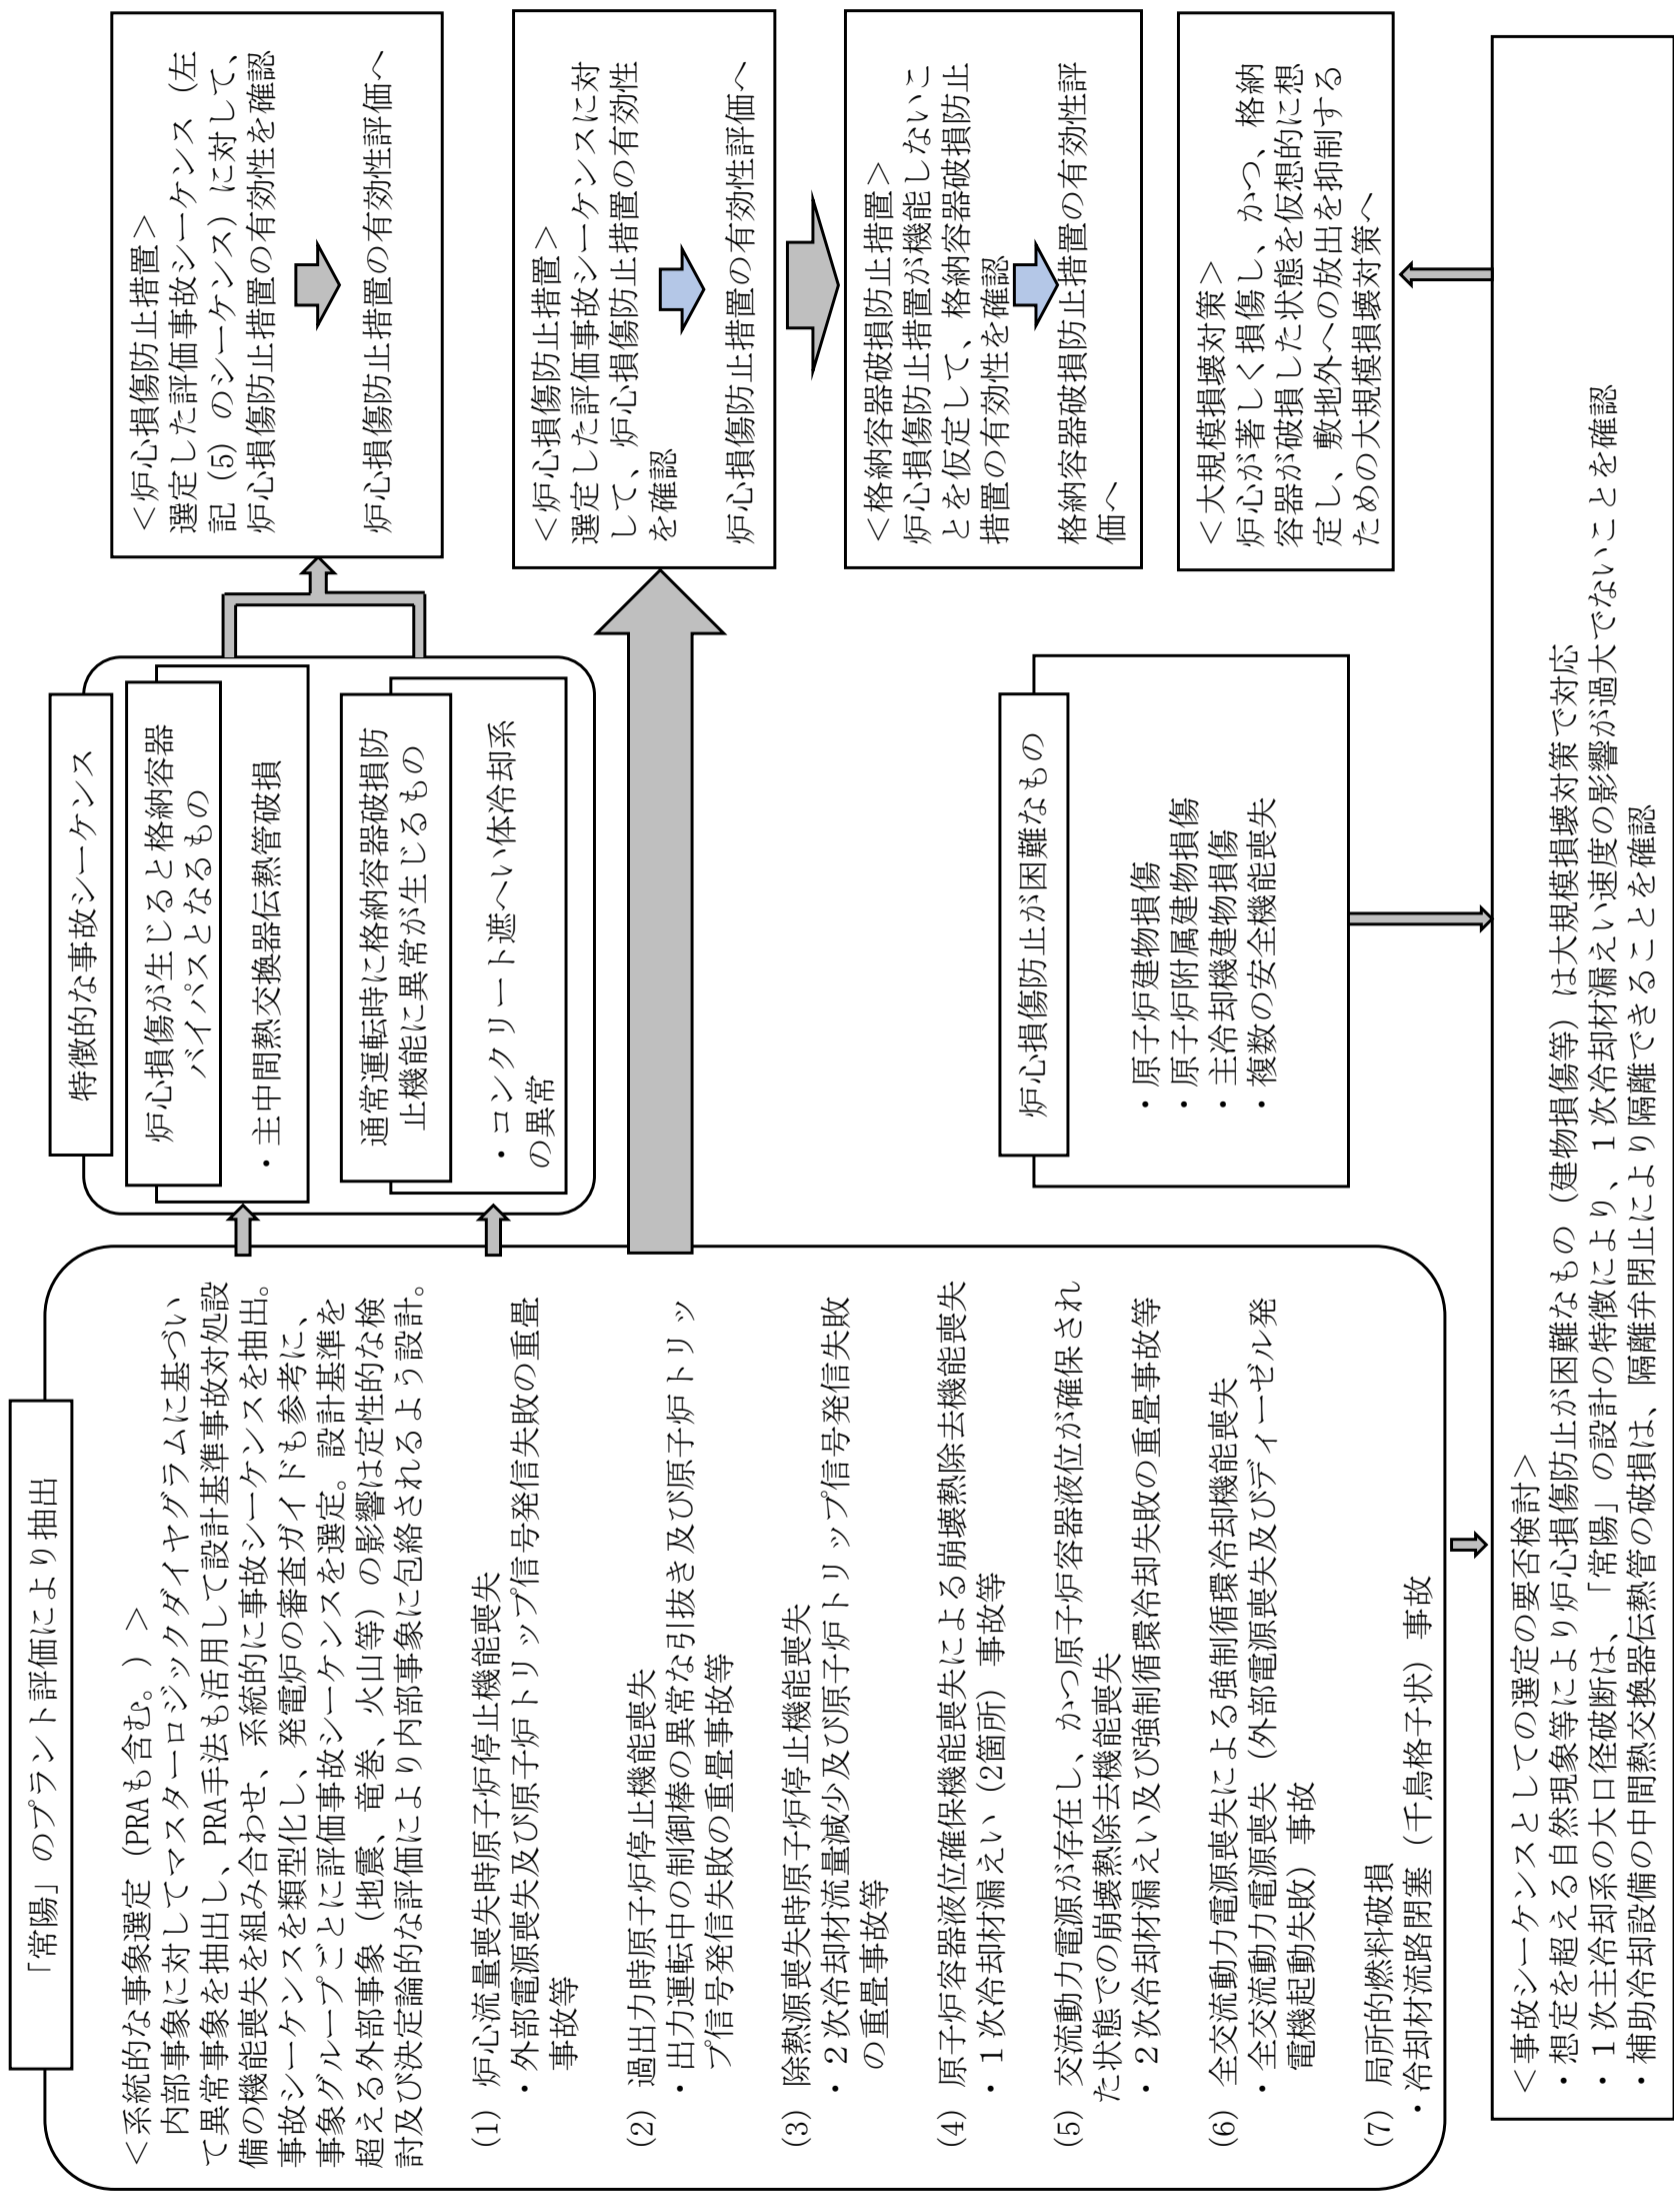 「常陽」のプラント評価により抽出
＜系統的な事象選定（PRAも含む。）＞
内部事象に対してマスターロジックダイヤグラムに基づい
て異常事象を抽出し、PRA手法も活用して設計基準事故対処設
備の機能喪失を組み合わせ、系統的に事故シーケンスを抽出。
事故シーケンスを類型化し、発電炉の審査ガイドも参考に、
事象グループごとに評価事故シーケンスを選定。設計基準を
超える外部事象（地震、竜巻、火山等）の影響は定性的な検
討及び決定論的な評価により内部事象に包絡されるよう設計。
(1) 炉心流量喪失時原子炉停止機能喪失
・外部電源喪失及び原子炉トリップ信号発信失敗の重畳
事故等
(2) 過出力時原子炉停止機能喪失
・出力運転中の制御棒の異常な引抜き及び原子炉トリッ
プ信号発信失敗の重畳事故等
(3) 除熱源喪失時原子炉停止機能喪失
・２次冷却材流量減少及び原子炉トリップ信号発信失敗
の重畳事故等
(4) 原子炉容器液位確保機能喪失による崩壊熱除去機能喪失
・１次冷却材漏えい（2箇所）事故等
(5) 交流動力電源が存在し、かつ原子炉容器液位が確保され
た状態での崩壊熱除去機能喪失
・２次冷却材漏えい及び強制循環冷却失敗の重畳事故等
(6) 全交流動力電源喪失による強制循環冷却機能喪失
・全交流動力電源喪失（外部電源喪失及びディーゼル発
電機起動失敗）事故
(7) 局所的燃料破損
・冷却材流路閉塞（千鳥格子状）事故
特徴的な事故シーケンス
炉心損傷が生じると格納容器
バイパスとなるもの
・主中間熱交換器伝熱管破損
通常運転時に格納容器破損防
止機能に異常が生じるもの
・コンクリート遮へい体冷却系
の異常
炉心損傷防止が困難なもの
・原子炉建物損傷
・原子炉附属建物損傷
・主冷却機建物損傷
・複数の安全機能喪失
＜炉心損傷防止措置＞
選定した評価事故シーケンス（左
記（5）のシーケンス）に対して、
炉心損傷防止措置の有効性を確認
炉心損傷防止措置の有効性評価へ
＜炉心損傷防止措置＞
選定した評価事故シーケンスに対
して、炉心損傷防止措置の有効性
を確認
炉心損傷防止措置の有効性評価へ
＜格納容器破損防止措置＞
炉心損傷防止措置が機能しないこ
とを仮定して、格納容器破損防止
措置の有効性を確認
格納容器破損防止措置の有効性評
価へ
＜大規模損壊対策＞
炉心が著しく損傷し、かつ、格納
容器が破損した状態を仮想的に想
定し、敷地外への放出を抑制する
ための大規模損壊対策へ
＜事故シーケンスとしての選定の要否検討＞
・想定を超える自然現象等により炉心損傷防止が困難なもの（建物損傷等）は大規模損壊対策で対応
・１次主冷却系の大口径破断は、「常陽」の設計の特徴により、１次冷却材漏えい速度の影響が過大でないことを確認
・補助冷却設備の中間熱交換器伝熱管の破損は、隔離弁閉止により隔離できることを確認